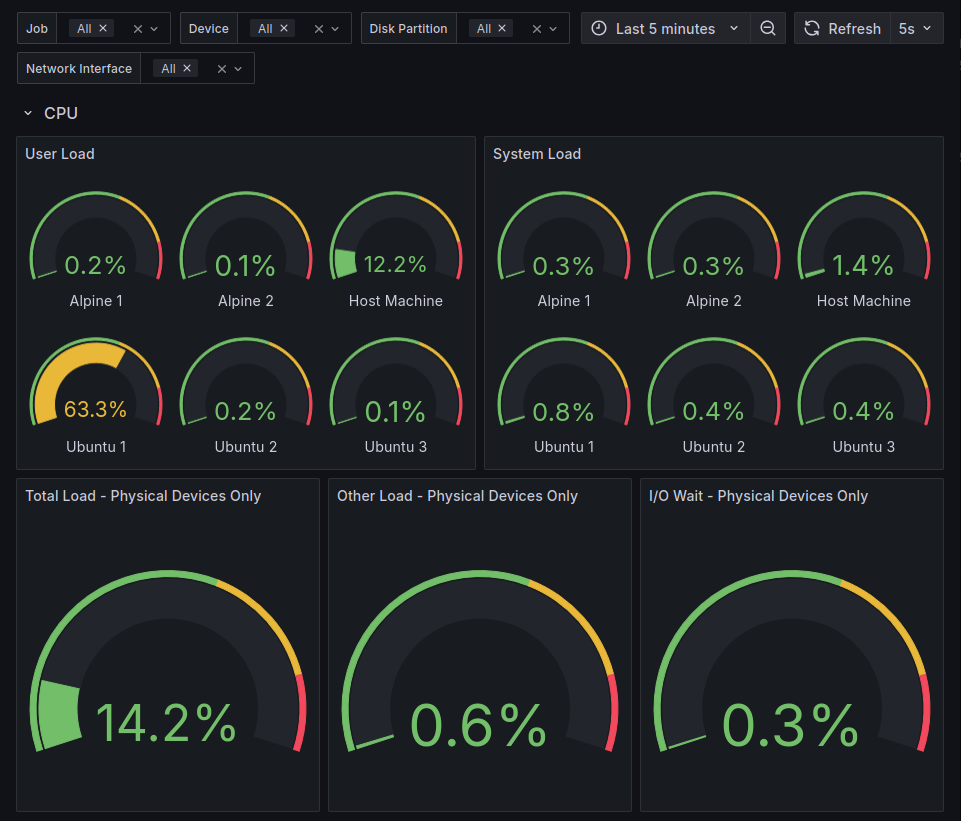 Job All Device All Disk Partition All Last 5 minutes Refresh 5s
Network Interface All
CPU
User Load
0.2% 0.1% 12.2%
Alpine 1 Alpine 2 Host Machine
63.3% 0.2% 0.1%
Ubuntu 1 Ubuntu 2 Ubuntu 3
System Load
0.3% 0.3% 1.4%
Alpine 1 Alpine 2 Host Machine
0.8% 0.4% 0.4%
Ubuntu 1 Ubuntu 2 Ubuntu 3
Total Load - Physical Devices Only
14.2%
Other Load - Physical Devices Only
0.6%
I/O Wait - Physical Devices Only
0.3%